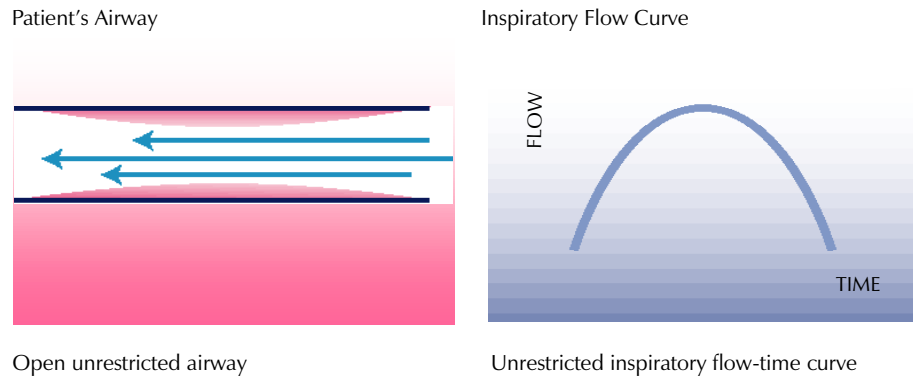 Patient's Airway
Inspiratory Flow Curve
FLOW
TIME
Open unrestricted airway
Unrestricted inspiratory flow-time curve